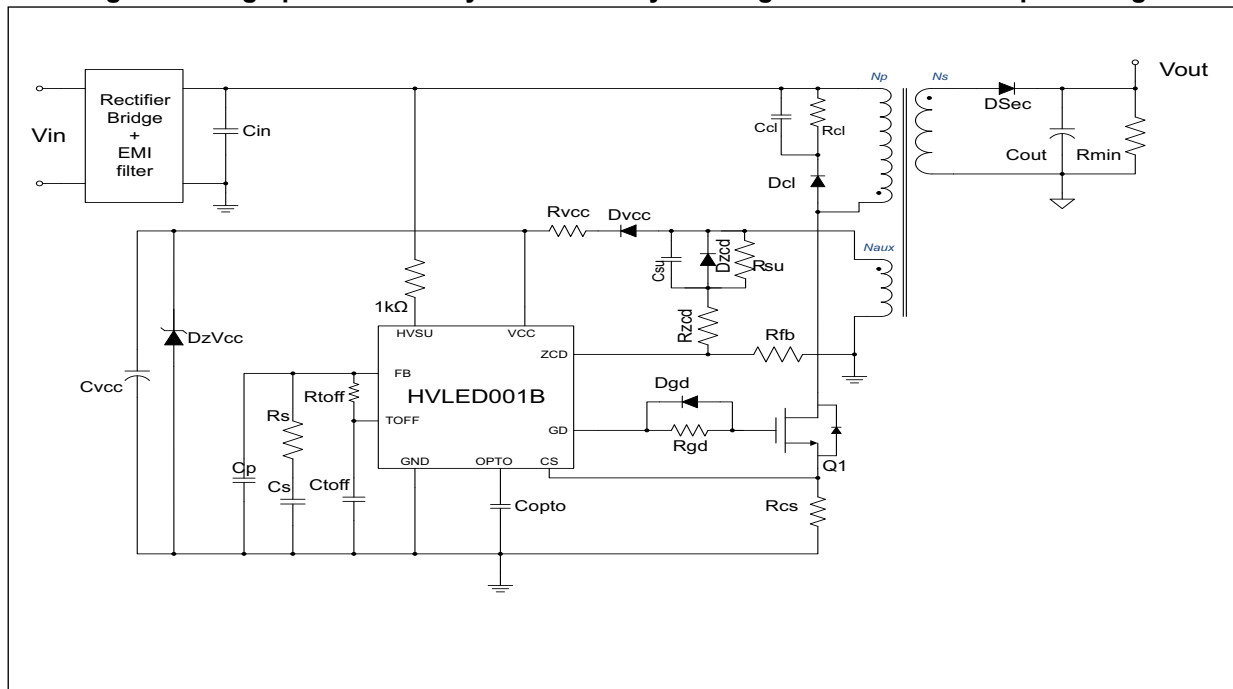 Np
Ns
Vout
Rectifier
Bridge
+
EMI
filter
Vin
Cin
Ccl
Rcl
DSec
Cout
Rmin
Dcl
Rvcc
Dvcc
Csu
Dzcd
Rsu
Naux
1kΩ
Rzcd
HVSU
VCC
ZCD
Rfb
DzVcc
Cvcc
FB
HVLED001B
Rtoff
TOFF
Dgd
GD
Rgd
Rs
Q1
GND
OPTO
CS
Cp
Cs
Ctoff
Copto
Rcs